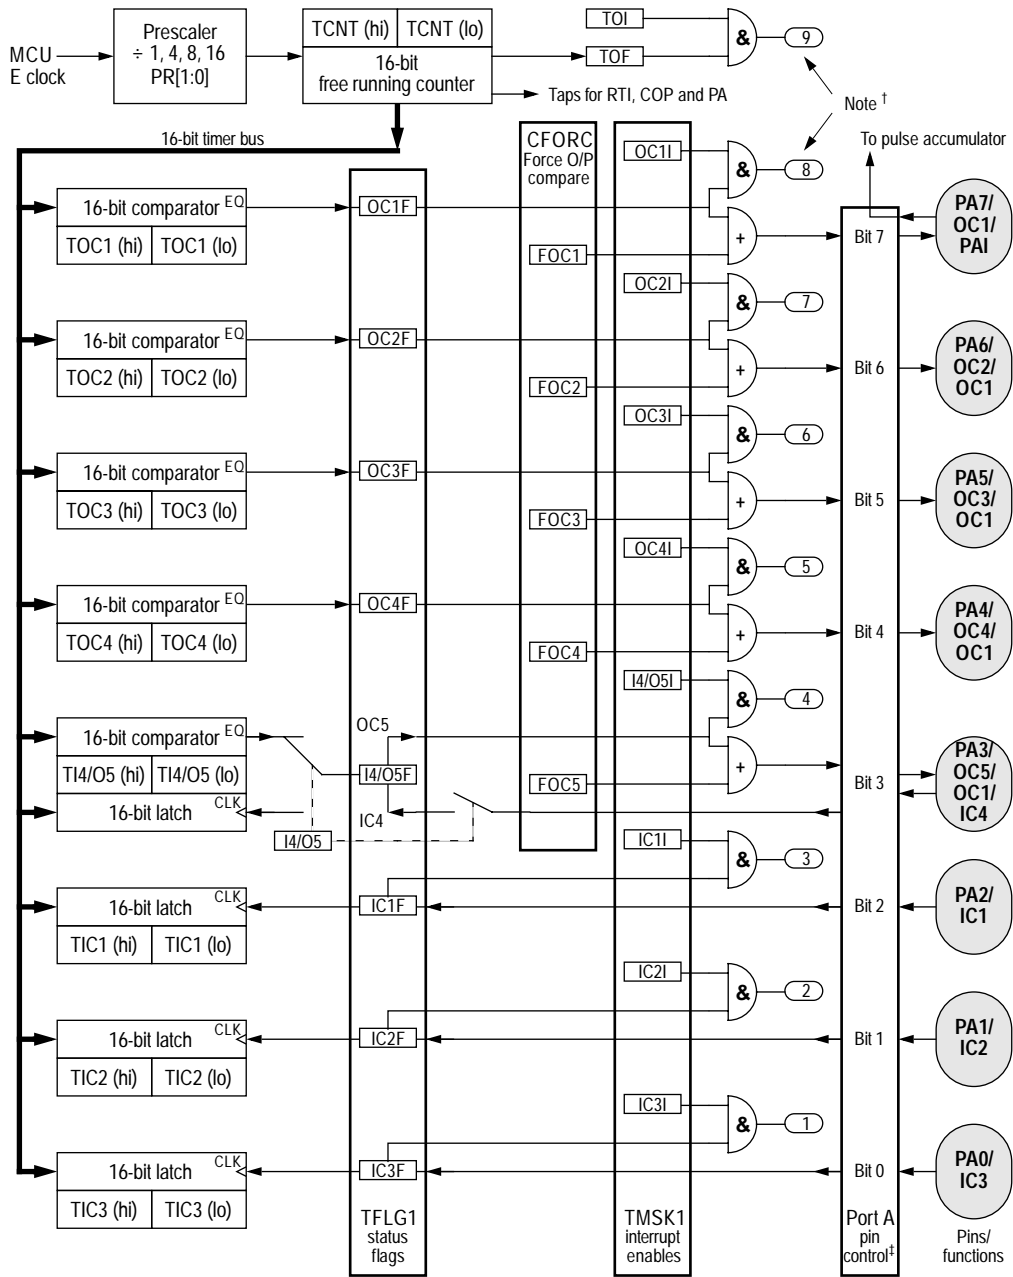 MCU
E clock
Prescaler
÷ 1, 4, 8, 16
PR[1:0]
TCNT (hi) TCNT (lo)
16-bit
free running counter
TOI
TOF
&
9
Taps for RTI, COP and PA
Note †
16-bit timer bus
CFORC
Force O/P
compare
OC1I
&
8
To pulse accumulator
16-bit comparator EQ
TOC1 (hi) TOC1 (lo)
OC1F
FOC1
+
Bit 7
PA7/
OC1/
PAI
OC2I
&
7
16-bit comparator EQ
TOC2 (hi) TOC2 (lo)
OC2F
FOC2
+
Bit 6
PA6/
OC2/
OC1
OC3I
&
6
16-bit comparator EQ
TOC3 (hi) TOC3 (lo)
OC3F
FOC3
+
Bit 5
PA5/
OC3/
OC1
OC4I
&
5
16-bit comparator EQ
TOC4 (hi) TOC4 (lo)
OC4F
FOC4
+
Bit 4
PA4/
OC4/
OC1
I4/O5I
&
4
16-bit comparator EQ
TI4/O5 (hi) TI4/O5 (lo)
16-bit latch CLK
OC5
I4/O5F
IC4
I4/O5
FOC5
+
Bit 3
PA3/
OC5/
OC1/
IC4
IC1I
&
3
16-bit latch CLK
TIC1 (hi) TIC1 (lo)
IC1F
Bit 2
PA2/
IC1
IC2I
&
2
16-bit latch CLK
TIC2 (hi) TIC2 (lo)
IC2F
Bit 1
PA1/
IC2
IC3I
&
1
16-bit latch CLK
TIC3 (hi) TIC3 (lo)
IC3F
Bit 0
PA0/
IC3
TFLG1
status
flags
TMSK1
interrupt
enables
Port A
pin
control‡
Pins/
functions